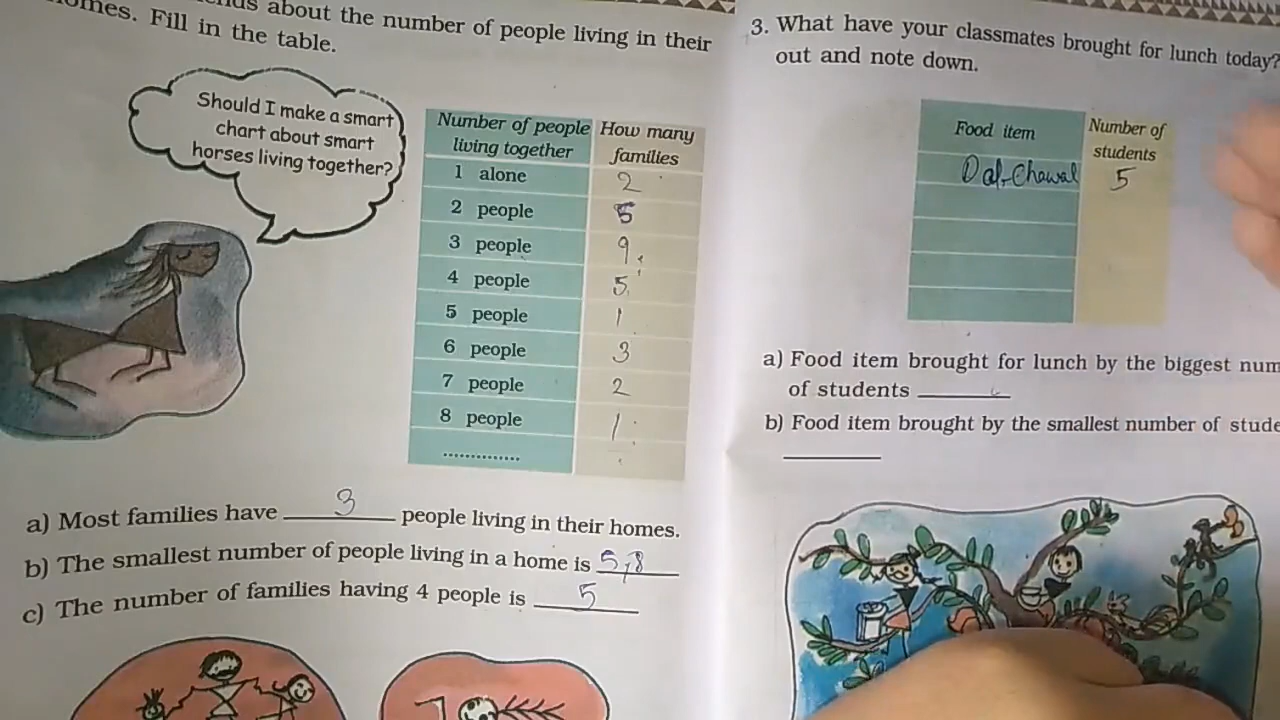 about the number of people living in their
Fill in the table.
Should I make a smart
chart about smart
horses living together?
Number of people living together How many families
1 alone 2
2 people 5
3 people 9
4 people 5
5 people 1
6 people 3
7 people 2
8 people 1
..............
a) Most families have 3 people living in their homes.
b) The smallest number of people living in a home is 5,8
c) The number of families having 4 people is 5
3. What have your classmates brought for lunch today?
out and note down.
Food item Number of students
Dal-Chawal 5
a) Food item brought for lunch by the biggest
of students ________
b) Food item brought by the smallest number of
________